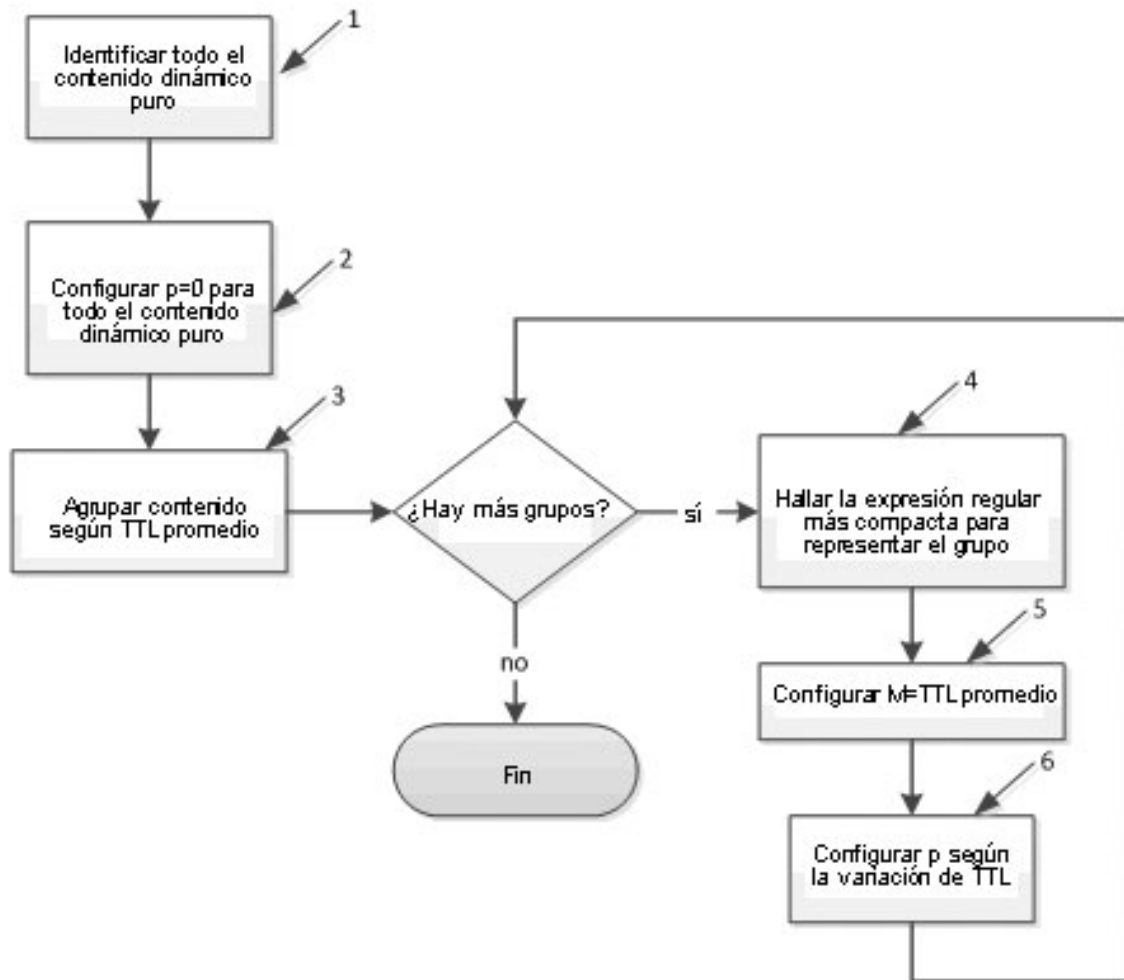 1
Identificar todo el
contenido dinámico
puro
2
Configurar p=0 para
todo el contenido
dinámico puro
3
Agrupar contenido
según TTL promedio
¿Hay más grupos?
sí
no
Fin
4
Hallar la expresión regular
más compacta para
representar el grupo
5
Configurar M=TTL promedio
6
Configurar p según
la variación de TTL